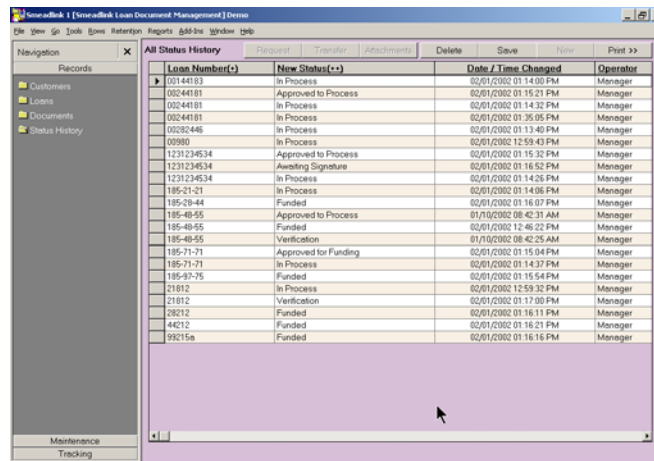 Smeadlink 1 [Smeadlink Loan Document Management] Demo
File View Go Tools Rows Retention Reports Add-Ins Window Help
Navigation X All Status History Request Transfer Attachments Delete Save New Print >>
Records
Customers
Loans
Documents
Status History
Loan Number(+) New Status(++) Date / Time Changed Operator
00144183 In Process 02/01/2002 01:14:00 PM Manager
00244181 Approved to Process 02/01/2002 01:15:21 PM Manager
00244181 In Process 02/01/2002 01:14:32 PM Manager
00244181 In Process 02/01/2002 01:35:05 PM Manager
00282446 In Process 02/01/2002 01:13:40 PM Manager
00980 In Process 02/01/2002 12:59:43 PM Manager
1231234534 Approved to Process 02/01/2002 01:15:32 PM Manager
1231234534 Awaiting Signature 02/01/2002 01:16:52 PM Manager
1231234534 In Process 02/01/2002 01:14:26 PM Manager
185-21-21 In Process 02/01/2002 01:14:06 PM Manager
185-28-44 Funded 02/01/2002 01:16:07 PM Manager
185-48-55 Approved to Process 01/10/2002 08:42:31 AM Manager
185-48-55 Funded 02/01/2002 12:46:22 PM Manager
185-48-55 Verification 01/10/2002 08:42:25 AM Manager
185-71-71 Approved for Funding 02/01/2002 01:15:04 PM Manager
185-71-71 In Process 02/01/2002 01:14:37 PM Manager
185-97-75 Funded 02/01/2002 01:15:54 PM Manager
21812 In Process 02/01/2002 12:59:32 PM Manager
21812 Verification 02/01/2002 01:17:00 PM Manager
28212 Funded 02/01/2002 01:16:11 PM Manager
44212 Funded 02/01/2002 01:16:21 PM Manager
99215a Funded 02/01/2002 01:16:16 PM Manager
Maintenance
Tracking